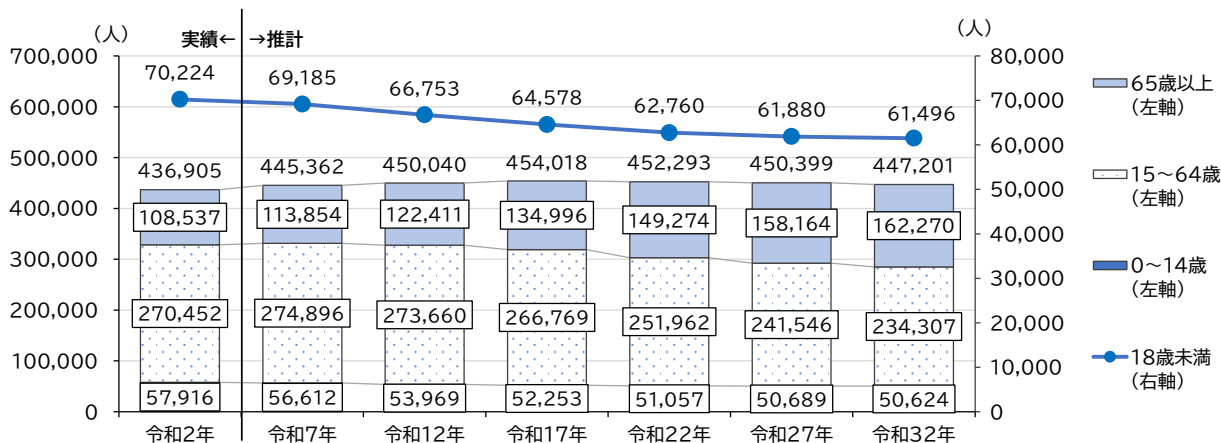 （人）
（人）
実績← →推計
700,000
600,000
500,000
400,000
300,000
200,000
100,000
0
80,000
70,000
60,000
50,000
40,000
30,000
20,000
10,000
0
70,224 69,185 66,753 64,578 62,760 61,880 61,496
436,905 445,362 450,040 454,018 452,293 450,399 447,201
108,537 113,854 122,411 134,996 149,274 158,164 162,270
270,452 274,896 273,660 266,769 251,962 241,546 234,307
57,916 56,612 53,969 52,253 51,057 50,689 50,624
令和2年 令和7年 令和12年 令和17年 令和22年 令和27年 令和32年
65歳以上
（左軸）
15～64歳
（左軸）
0～14歳
（左軸）
18歳未満
（右軸）